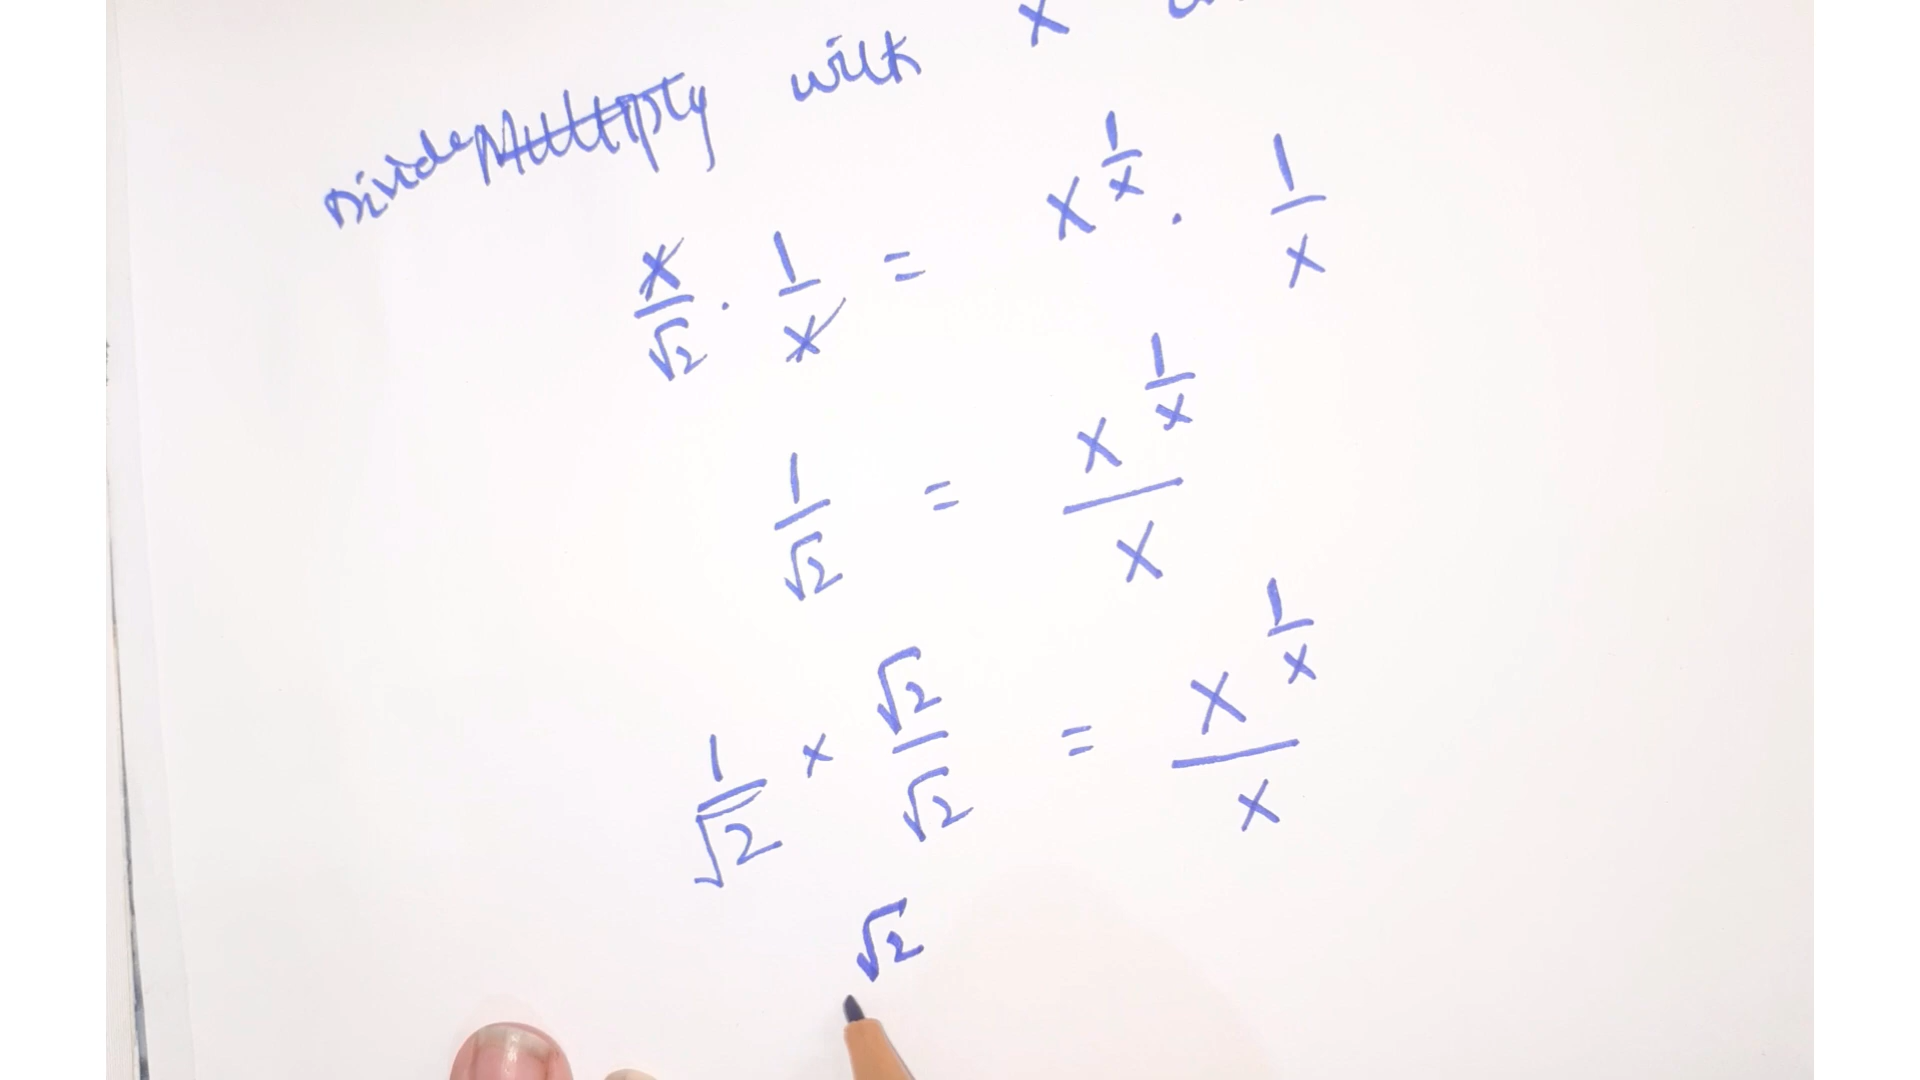 Divide Multiply with x
x/√2 · 1/x = x^(1/x) · 1/x
1/√2 = x^(1/x)/x
1/√2 × √2/√2 = x^(1/x)/x
√2